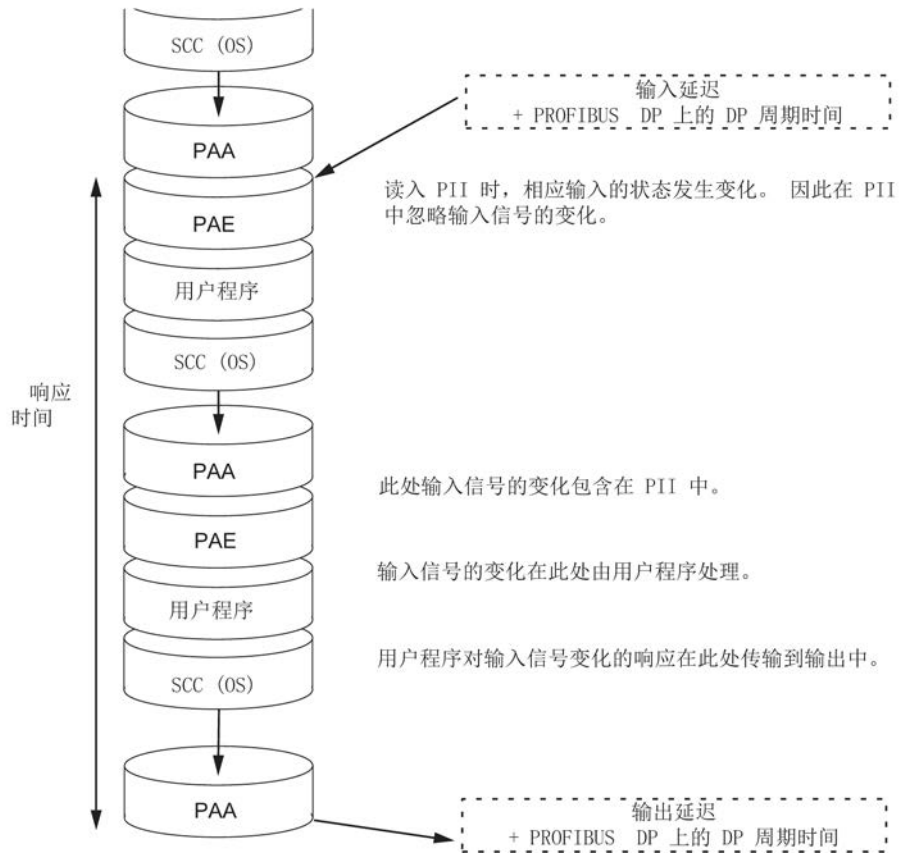 SCC (OS)
输入延迟
+ PROFIBUS DP 上的 DP 周期时间
PAA
读入 PII 时，相应输入的状态发生变化。 因此在 PII
中忽略输入信号的变化。
PAE
用户程序
SCC (OS)
响应
时间
PAA
此处输入信号的变化包含在 PII 中。
PAE
输入信号的变化在此处由用户程序处理。
用户程序
用户程序对输入信号变化的响应在此处传输到输出中。
SCC (OS)
PAA
输出延迟
+ PROFIBUS DP 上的 DP 周期时间